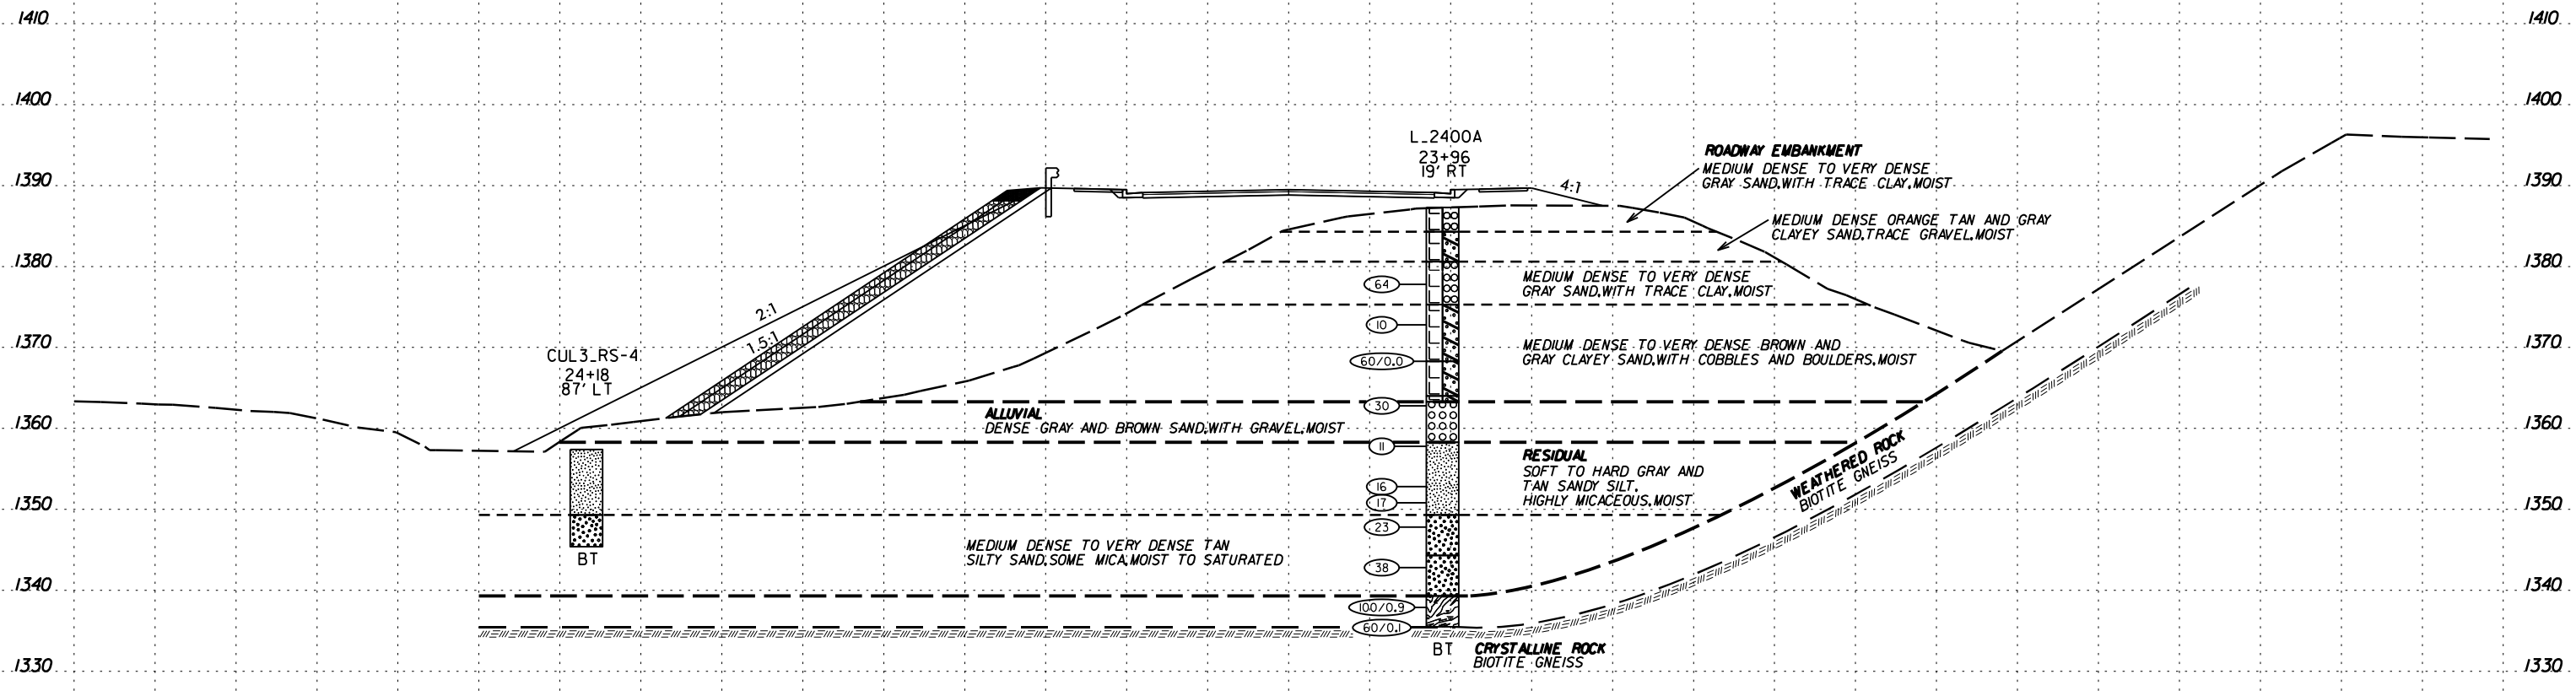 1410 1410
1400 1400
L_2400A
23+96
19' RT
ROADWAY EMBANKMENT
MEDIUM DENSE TO VERY DENSE
GRAY SAND,WITH TRACE CLAY,MOIST
1390 1390
4:1
MEDIUM DENSE ORANGE TAN AND GRAY
CLAYEY SAND,TRACE GRAVEL,MOIST
1380 1380
MEDIUM DENSE TO VERY DENSE
GRAY SAND,WITH TRACE CLAY,MOIST
64
2:1
10
1.5:1
1370 1370
MEDIUM DENSE TO VERY DENSE BROWN AND
GRAY CLAYEY SAND,WITH COBBLES AND BOULDERS,MOIST
60/0.0
CUL3_RS-4
24+18
87' LT
30
ALLUVIAL
DENSE GRAY AND BROWN SAND,WITH GRAVEL,MOIST
1360 1360
11
RESIDUAL
SOFT TO HARD GRAY AND
TAN SANDY SILT,
HIGHLY MICACEOUS,MOIST
WEATHERED ROCK
BIOTITE GNEISS
16
17
1350 1350
23
MEDIUM DENSE TO VERY DENSE TAN
SILTY SAND,SOME MICA,MOIST TO SATURATED
BT
38
1340 1340
100/0.9
60/0.1
BT
CRYSTALLINE ROCK
BIOTITE GNEISS
1330 1330